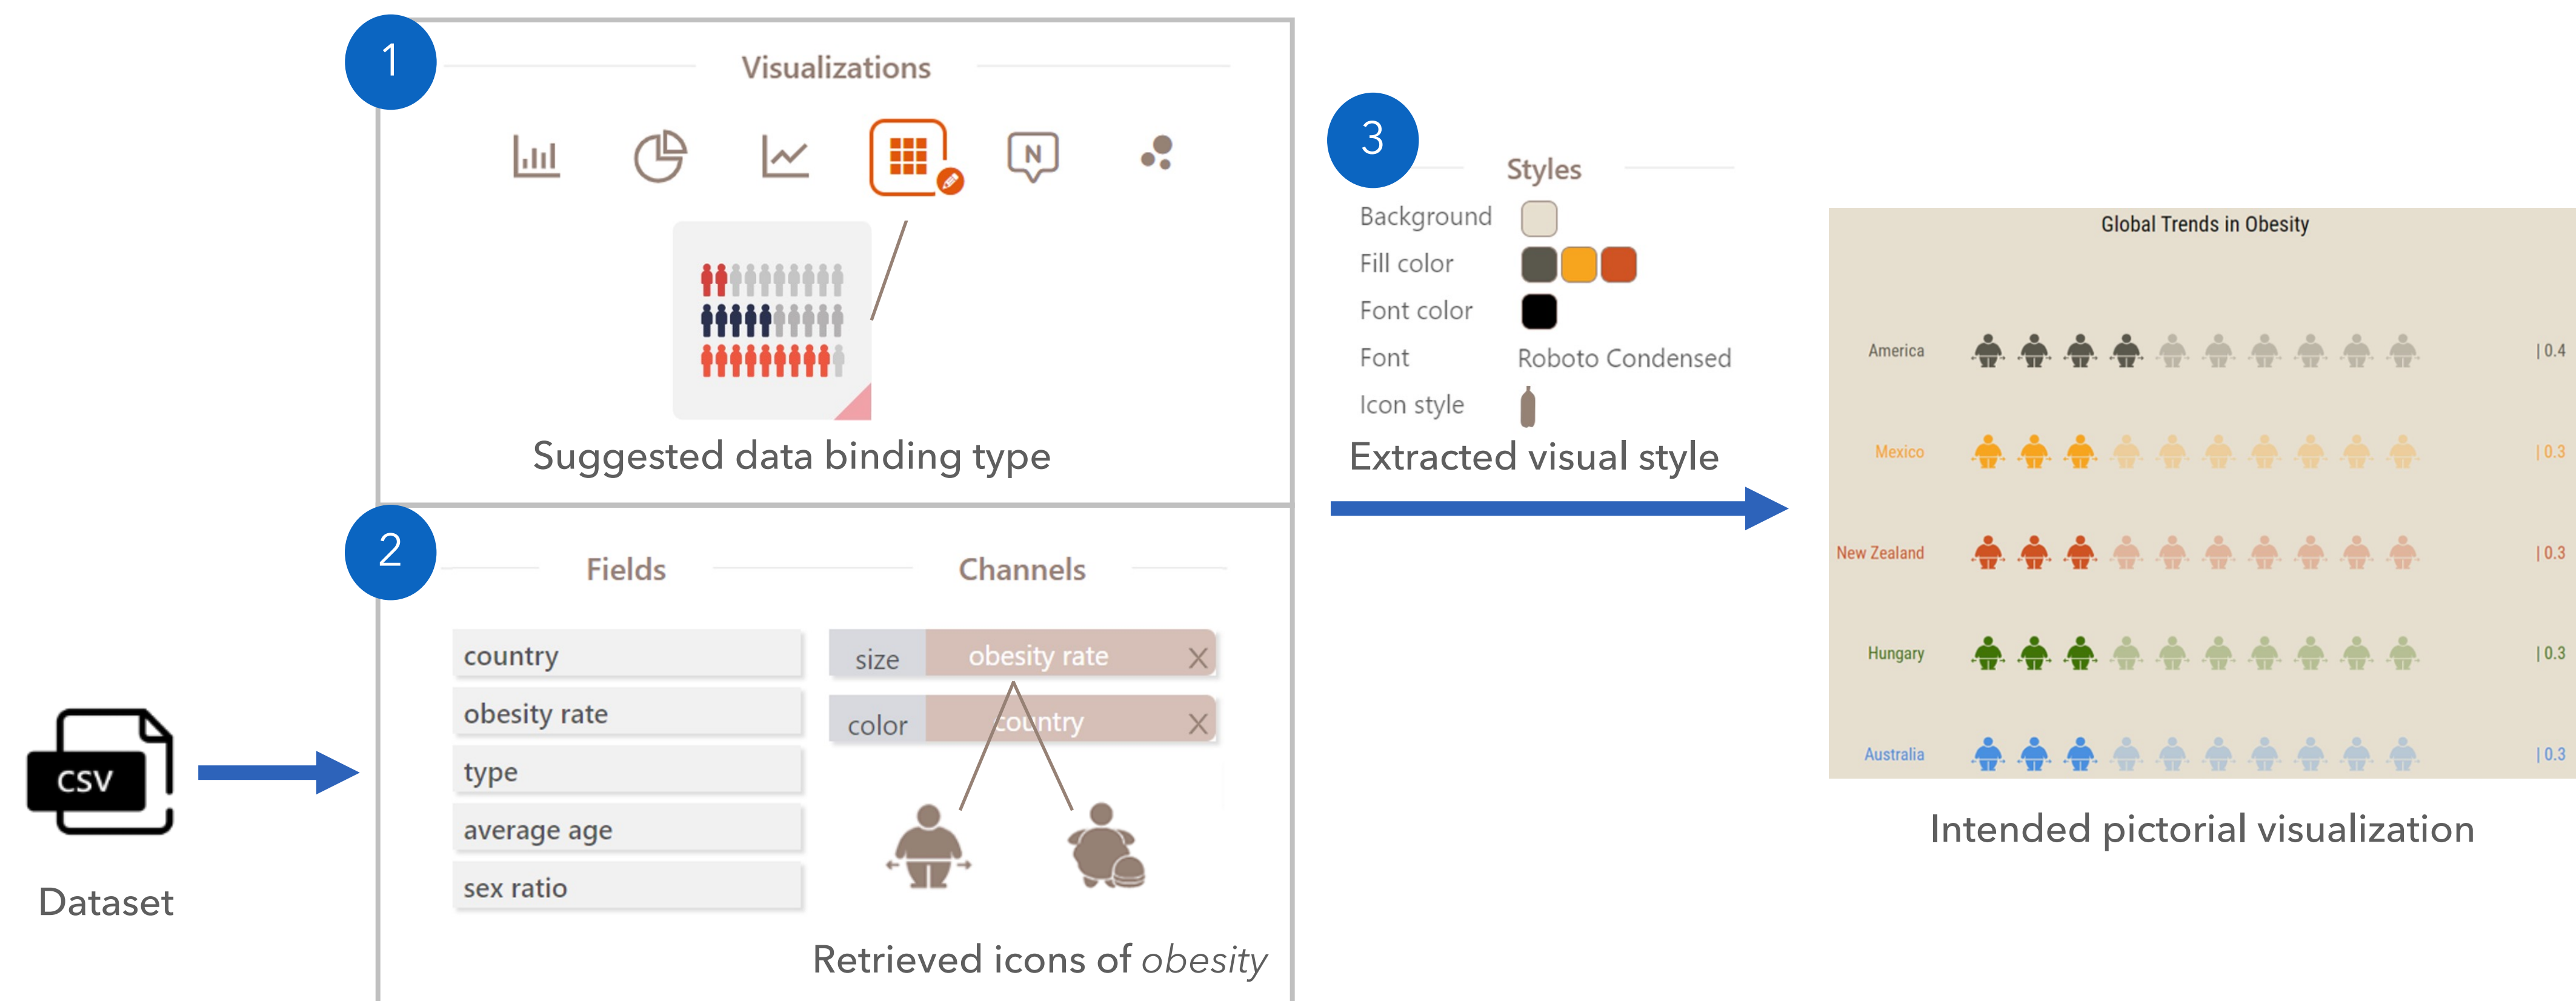 1
Visualizations
N
Suggested data binding type
2
Fields
Channels
country
obesity rate
type
average age
sex ratio
size obesity rate X
color country X
Retrieved icons of obesity
CSV
Dataset
3
Styles
Background
Fill color
Font color
Font Roboto Condensed
Icon style
Extracted visual style
Global Trends in Obesity
America | 0.4
Mexico | 0.3
New Zealand | 0.3
Hungary | 0.3
Australia | 0.3
Intended pictorial visualization